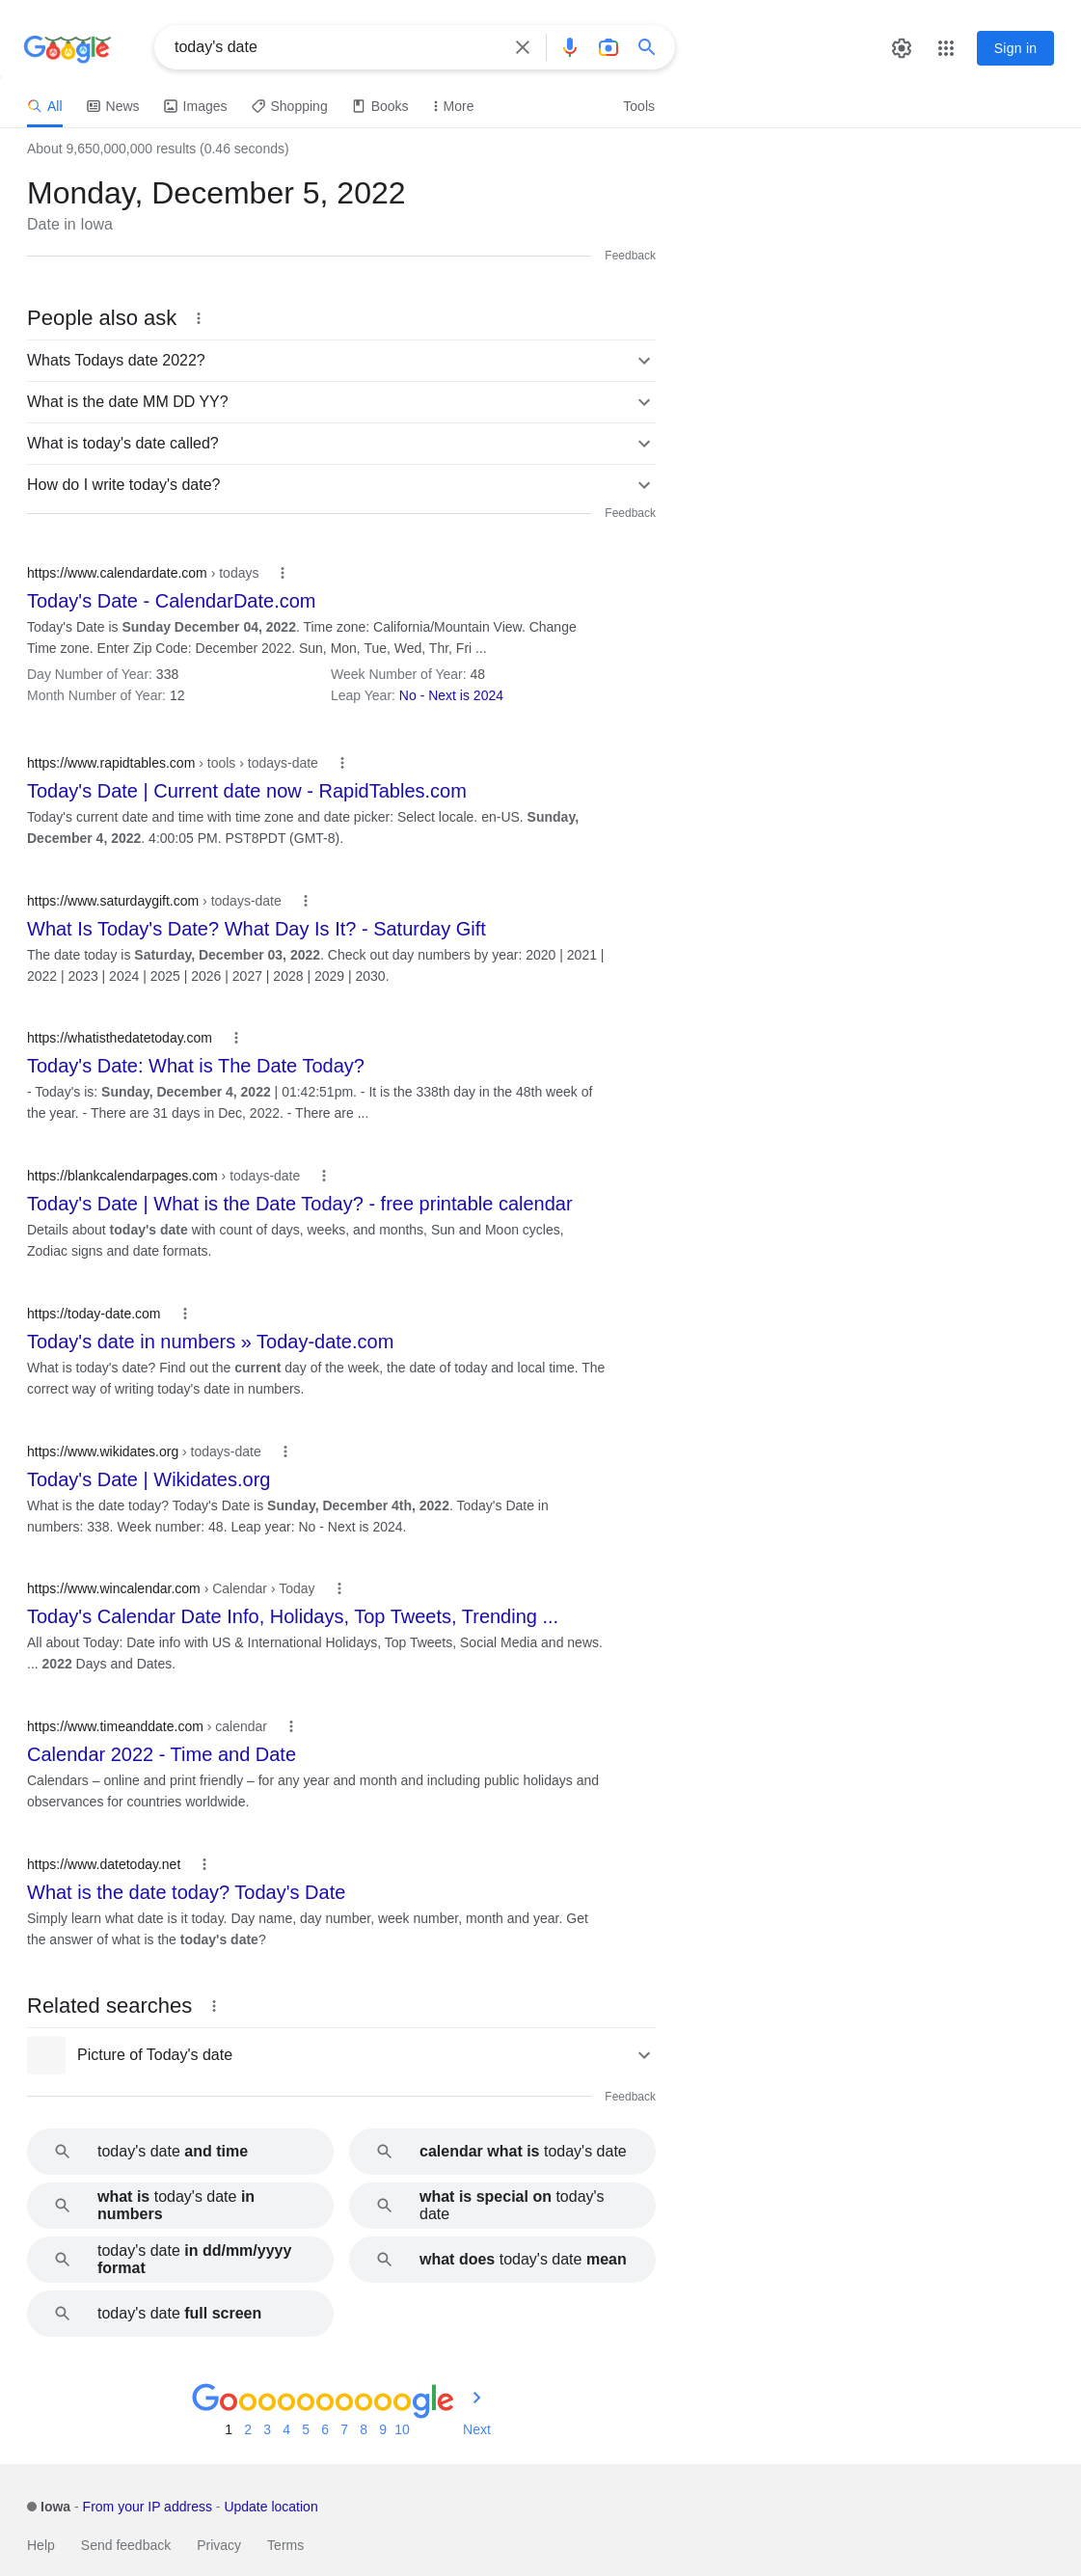 Google
today's date
Sign in
All News Images Shopping Books More Tools
About 9,650,000,000 results (0.46 seconds)
Monday, December 5, 2022
Date in Iowa
Feedback
People also ask
Whats Todays date 2022?
What is the date MM DD YY?
What is today's date called?
How do I write today's date?
Feedback
https://www.calendardate.com › todays
Today's Date - CalendarDate.com
Today's Date is Sunday December 04, 2022. Time zone: California/Mountain View. Change
Time zone. Enter Zip Code: December 2022. Sun, Mon, Tue, Wed, Thr, Fri ...
Day Number of Year: 338 Week Number of Year: 48
Month Number of Year: 12 Leap Year: No - Next is 2024
https://www.rapidtables.com › tools › todays-date
Today's Date | Current date now - RapidTables.com
Today's current date and time with time zone and date picker: Select locale. en-US. Sunday,
December 4, 2022. 4:00:05 PM. PST8PDT (GMT-8).
https://www.saturdaygift.com › todays-date
What Is Today's Date? What Day Is It? - Saturday Gift
The date today is Saturday, December 03, 2022. Check out day numbers by year: 2020 | 2021 |
2022 | 2023 | 2024 | 2025 | 2026 | 2027 | 2028 | 2029 | 2030.
https://whatisthedatetoday.com
Today's Date: What is The Date Today?
- Today's is: Sunday, December 4, 2022 | 01:42:51pm. - It is the 338th day in the 48th week of
the year. - There are 31 days in Dec, 2022. - There are ...
https://blankcalendarpages.com › todays-date
Today's Date | What is the Date Today? - free printable calendar
Details about today's date with count of days, weeks, and months, Sun and Moon cycles,
Zodiac signs and date formats.
https://today-date.com
Today's date in numbers » Today-date.com
What is today's date? Find out the current day of the week, the date of today and local time. The
correct way of writing today's date in numbers.
https://www.wikidates.org › todays-date
Today's Date | Wikidates.org
What is the date today? Today's Date is Sunday, December 4th, 2022. Today's Date in
numbers: 338. Week number: 48. Leap year: No - Next is 2024.
https://www.wincalendar.com › Calendar › Today
Today's Calendar Date Info, Holidays, Top Tweets, Trending ...
All about Today: Date info with US & International Holidays, Top Tweets, Social Media and news.
... 2022 Days and Dates.
https://www.timeanddate.com › calendar
Calendar 2022 - Time and Date
Calendars – online and print friendly – for any year and month and including public holidays and
observances for countries worldwide.
https://www.datetoday.net
What is the date today? Today's Date
Simply learn what date is it today. Day name, day number, week number, month and year. Get
the answer of what is the today's date?
Related searches
Picture of Today's date
Feedback
today's date and time
calendar what is today's date
what is today's date in
numbers
what is special on today's
date
today's date in dd/mm/yyyy
format
what does today's date mean
today's date full screen
Goooooooooogle
1 2 3 4 5 6 7 8 9 10 Next
Iowa - From your IP address - Update location
Help Send feedback Privacy Terms